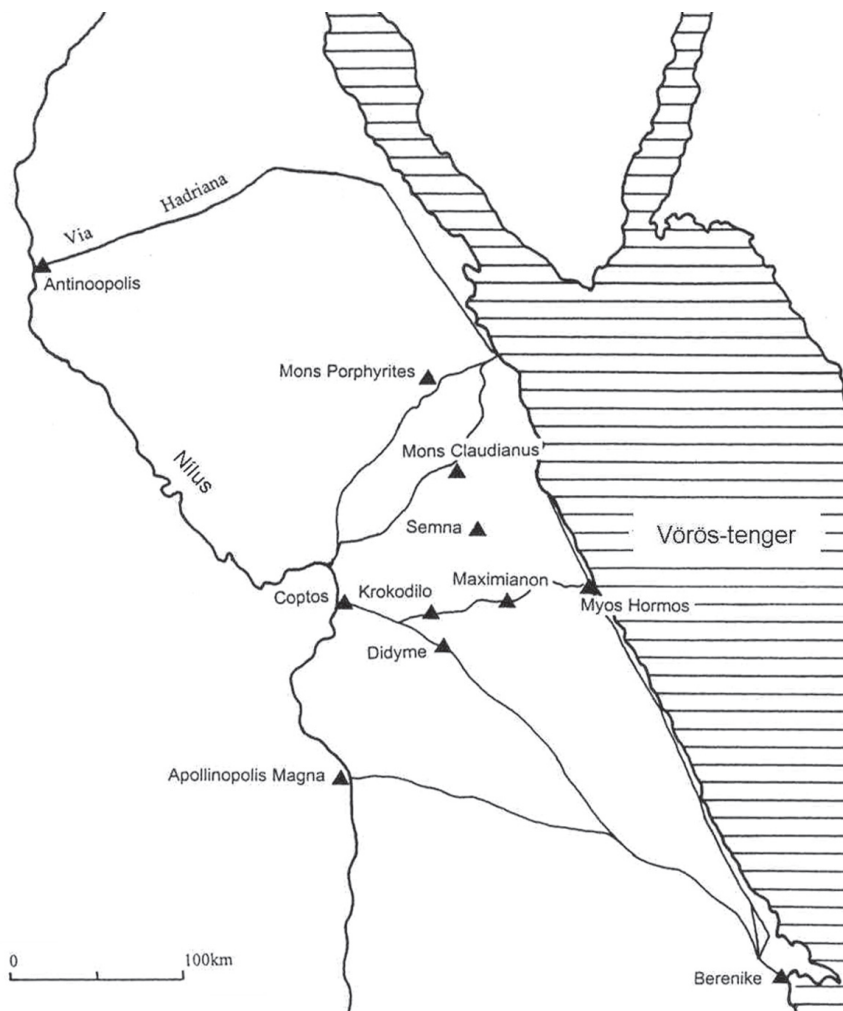 Via Hadriana
Antinoopolis
Mons Porphyrites
Mons Claudianus
Nílus
Semna
Vörös-tenger
Maximianon
Krokodilo
Coptos
Myos Hormos
Didyme
Apollinopolis Magna
0 100km
Berenike